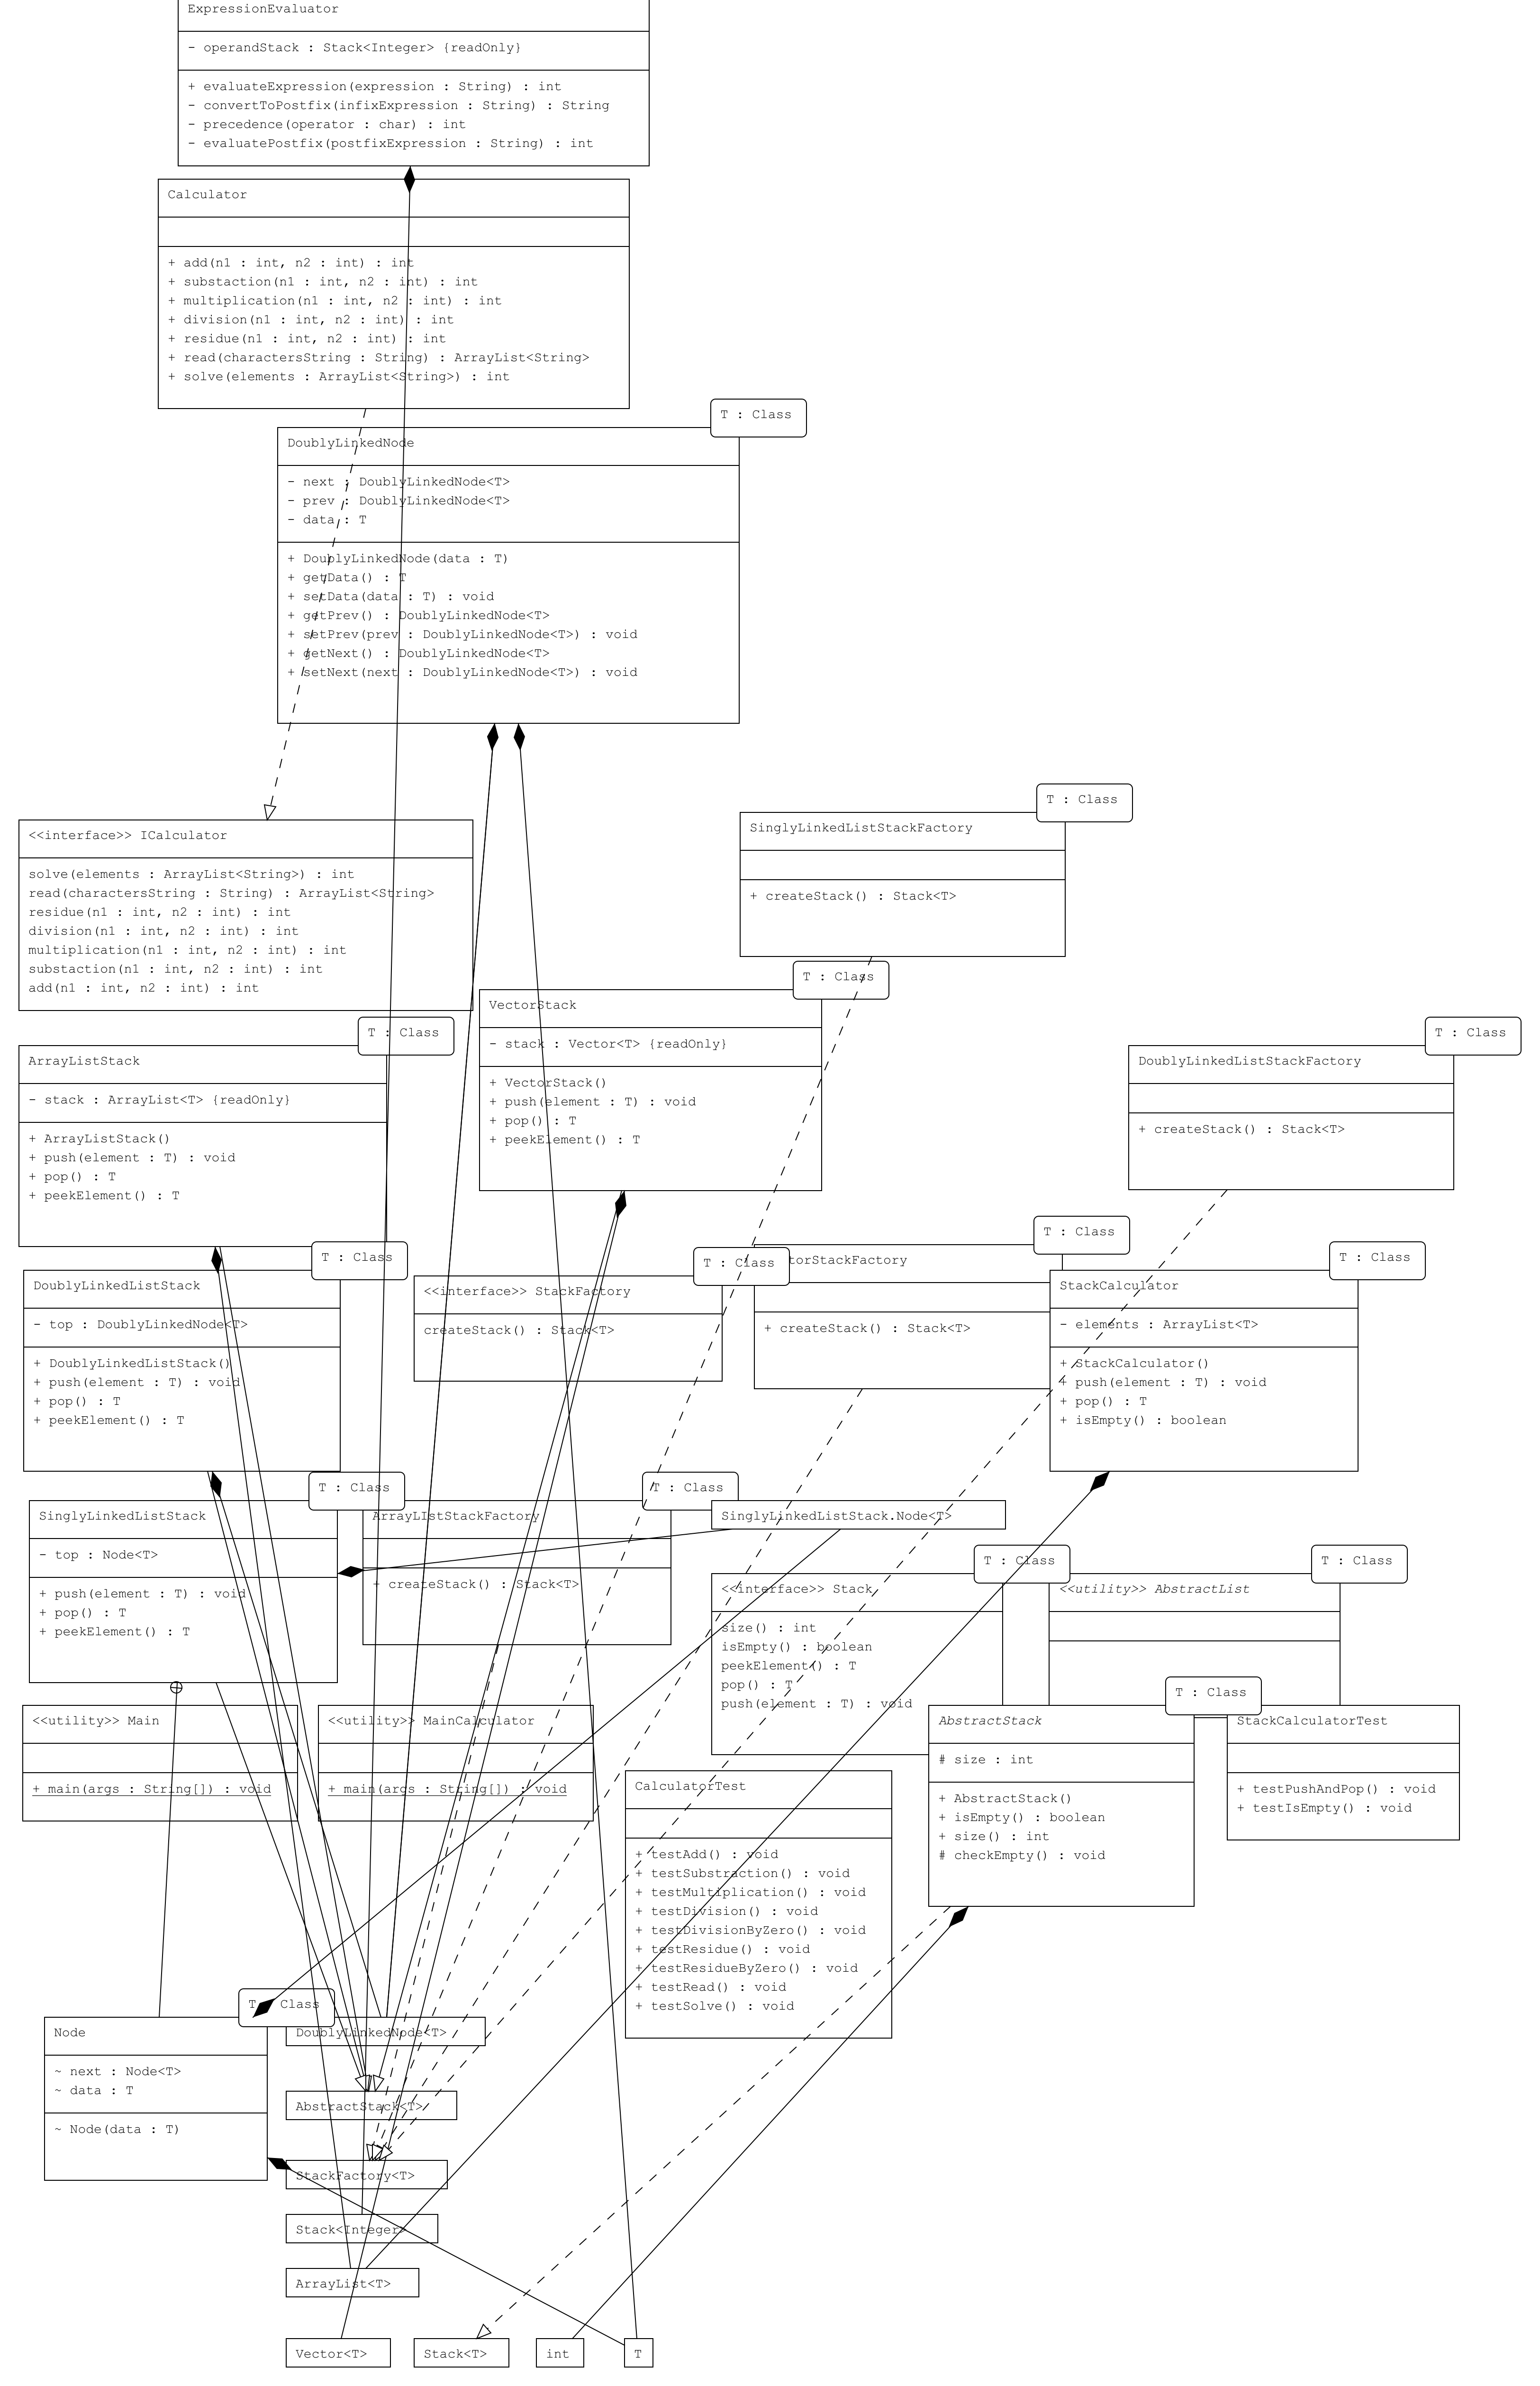 ExpressionEvaluator
- operandStack : Stack<Integer> {readOnly}
+ evaluateExpression(expression : String) : int
- convertToPostfix(infixExpression : String) : String
- precedence(operator : char) : int
- evaluatePostfix(postfixExpression : String) : int
Calculator
+ add(n1 : int, n2 : int) : int
+ substaction(n1 : int, n2 : int) : int
+ multiplication(n1 : int, n2 : int) : int
+ division(n1 : int, n2 : int) : int
+ residue(n1 : int, n2 : int) : int
+ read(charactersString : String) : ArrayList<String>
+ solve(elements : ArrayList<String>) : int
T : Class
DoublyLinkedNode
- next : DoublyLinkedNode<T>
- prev : DoublyLinkedNode<T>
- data : T
+ DoublyLinkedNode(data : T)
+ getData() : T
+ setData(data : T) : void
+ getPrev() : DoublyLinkedNode<T>
+ setPrev(prev : DoublyLinkedNode<T>) : void
+ getNext() : DoublyLinkedNode<T>
+ setNext(next : DoublyLinkedNode<T>) : void
<<interface>> ICalculator
solve(elements : ArrayList<String>) : int
read(charactersString : String) : ArrayList<String>
residue(n1 : int, n2 : int) : int
division(n1 : int, n2 : int) : int
multiplication(n1 : int, n2 : int) : int
substaction(n1 : int, n2 : int) : int
add(n1 : int, n2 : int) : int
T : Class
SinglyLinkedListStackFactory
+ createStack() : Stack<T>
T : Class
VectorStack
- stack : Vector<T> {readOnly}
+ VectorStack()
+ push(element : T) : void
+ pop() : T
+ peekElement() : T
T : Class
ArrayListStack
- stack : ArrayList<T> {readOnly}
+ ArrayListStack()
+ push(element : T) : void
+ pop() : T
+ peekElement() : T
T : Class
DoublyLinkedListStackFactory
+ createStack() : Stack<T>
T : Class
DoublyLinkedListStack
- top : DoublyLinkedNode<T>
+ DoublyLinkedListStack()
+ push(element : T) : void
+ pop() : T
+ peekElement() : T
T : Class
<<interface>> StackFactory
createStack() : Stack<T>
T : Class
torStackFactory
+ createStack() : Stack<T>
T : Class
StackCalculator
- elements : ArrayList<T>
+ StackCalculator()
+ push(element : T) : void
+ pop() : T
+ isEmpty() : boolean
T : Class
SinglyLinkedListStack
- top : Node<T>
+ push(element : T) : void
+ pop() : T
+ peekElement() : T
T : Class
ArrayLIstStackFactory
+ createStack() : Stack<T>
SinglyLinkedListStack.Node<T>
T : Class
<<interface>> Stack
size() : int
isEmpty() : boolean
peekElement() : T
pop() : T
push(element : T) : void
T : Class
<<utility>> AbstractList
<<utility>> Main
+ main(args : String[]) : void
<<utility>> MainCalculator
+ main(args : String[]) : void
T : Class
AbstractStack
# size : int
+ AbstractStack()
+ isEmpty() : boolean
+ size() : int
# checkEmpty() : void
StackCalculatorTest
+ testPushAndPop() : void
+ testIsEmpty() : void
CalculatorTest
+ testAdd() : void
+ testSubstraction() : void
+ testMultiplication() : void
+ testDivision() : void
+ testDivisionByZero() : void
+ testResidue() : void
+ testResidueByZero() : void
+ testRead() : void
+ testSolve() : void
T : Class
Node
~ next : Node<T>
~ data : T
~ Node(data : T)
DoublyLinkedNode<T>
AbstractStack<T>
StackFactory<T>
Stack<Integer>
ArrayList<T>
Vector<T>
Stack<T>
int
T